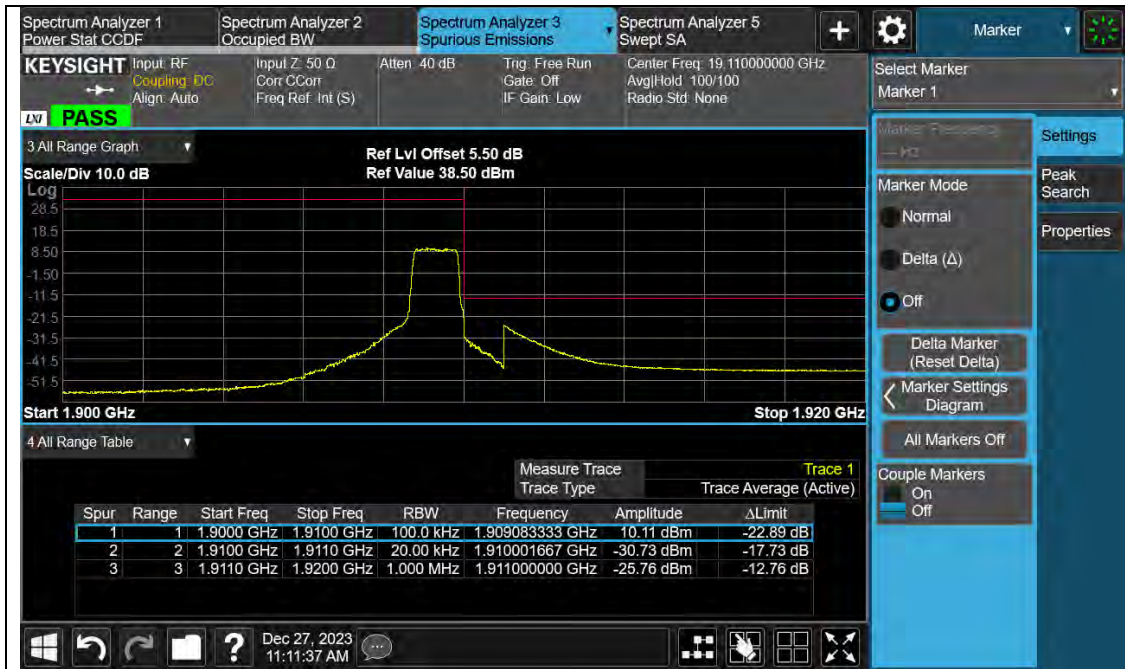 Spectrum Analyzer 1
Power Stat CCDF
Spectrum Analyzer 2
Occupied BW
Spectrum Analyzer 3
Spurious Emissions
Spectrum Analyzer 5
Swept SA
+
Marker
KEYSIGHT
Input: RF
Coupling: DC
Align: Auto
Input Z: 50 Ω
Corr CCorr
Freq Ref: Int (S)
Atten: 40 dB
Trig: Free Run
Gate: Off
IF Gain: Low
Center Freq: 19.110000000 GHz
Avg|Hold: 100/100
Radio Std: None
LXI PASS
Select Marker
Marker 1
3 All Range Graph
Ref Lvl Offset 5.50 dB
Scale/Div 10.0 dB
Ref Value 38.50 dBm
Log
28.5
18.5
8.50
-1.50
-11.5
-21.5
-31.5
-41.5
-51.5
Start 1.900 GHz
Stop 1.920 GHz
Marker Frequency
--- Hz
Marker Mode
Normal
Delta (Δ)
Off
Delta Marker
(Reset Delta)
Marker Settings
Diagram
All Markers Off
Couple Markers
On
Off
Settings
Peak
Search
Properties
4 All Range Table
Measure Trace Trace 1
Trace Type Trace Average (Active)
Spur Range Start Freq Stop Freq RBW Frequency Amplitude ΔLimit
1 1 1.9000 GHz 1.9100 GHz 100.0 kHz 1.909083333 GHz 10.11 dBm -22.89 dB
2 2 1.9100 GHz 1.9110 GHz 20.00 kHz 1.910001667 GHz -30.73 dBm -17.73 dB
3 3 1.9110 GHz 1.9200 GHz 1.000 MHz 1.911000000 GHz -25.76 dBm -12.76 dB
?
Dec 27, 2023
11:11:37 AM